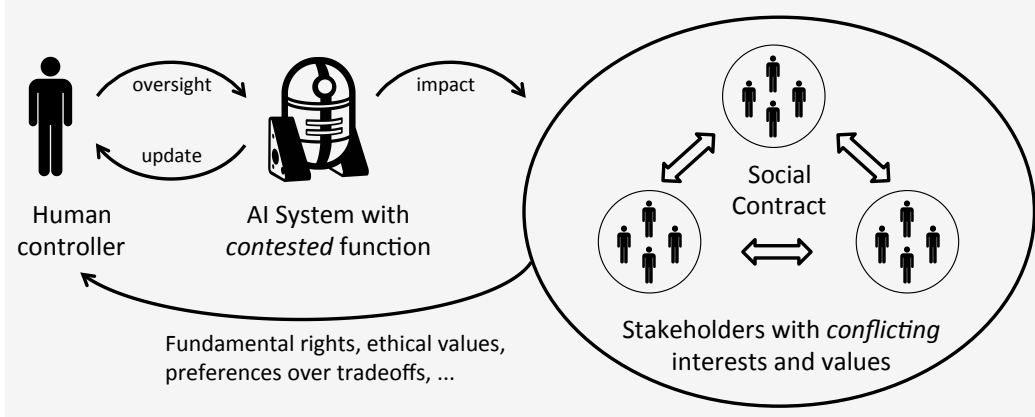 oversight
update
impact
Human
controller
AI System with
contested function
Social
Contract
Stakeholders with conflicting
interests and values
Fundamental rights, ethical values,
preferences over tradeoffs, ...